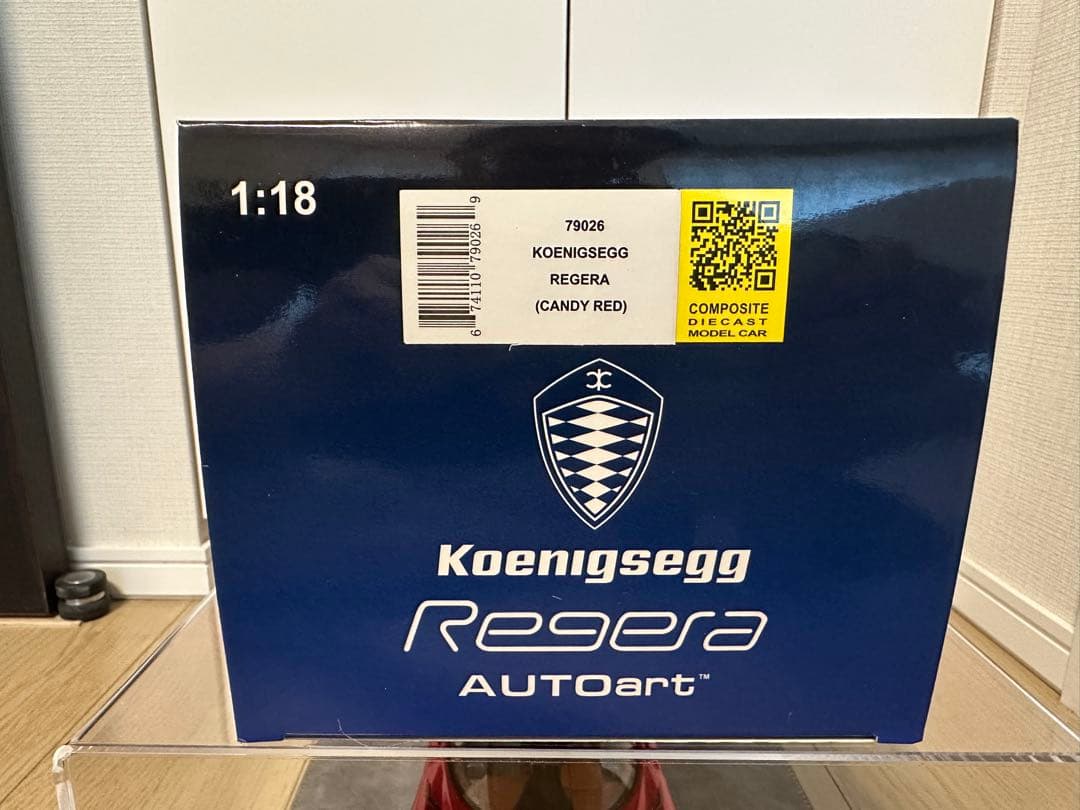 1:18
6 74110 79026 9
79026
KOENIGSEGG
REGERA
(CANDY RED)
COMPOSITE
DIECAST
MODEL CAR
Koenigsegg
Regera
AUTOart™